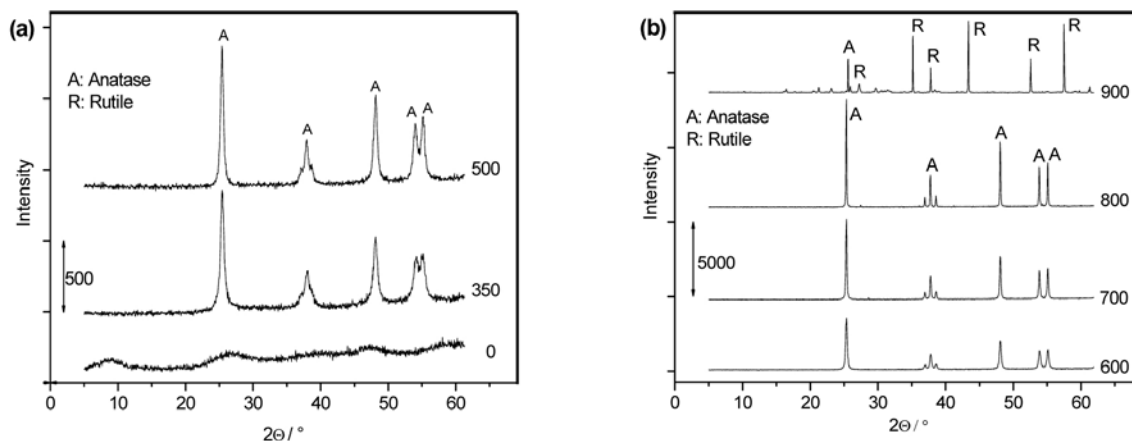 (a)
A
A: Anatase
R: Rutile
A
A
A A
500
500
350
0
Intensity
0 10 20 30 40 50 60
2Θ / °
(b)
R R R
A R
R
R
900
A: Anatase
R: Rutile
A
A
A
A A
800
5000
700
600
Intensity
0 10 20 30 40 50 60
2Θ / °